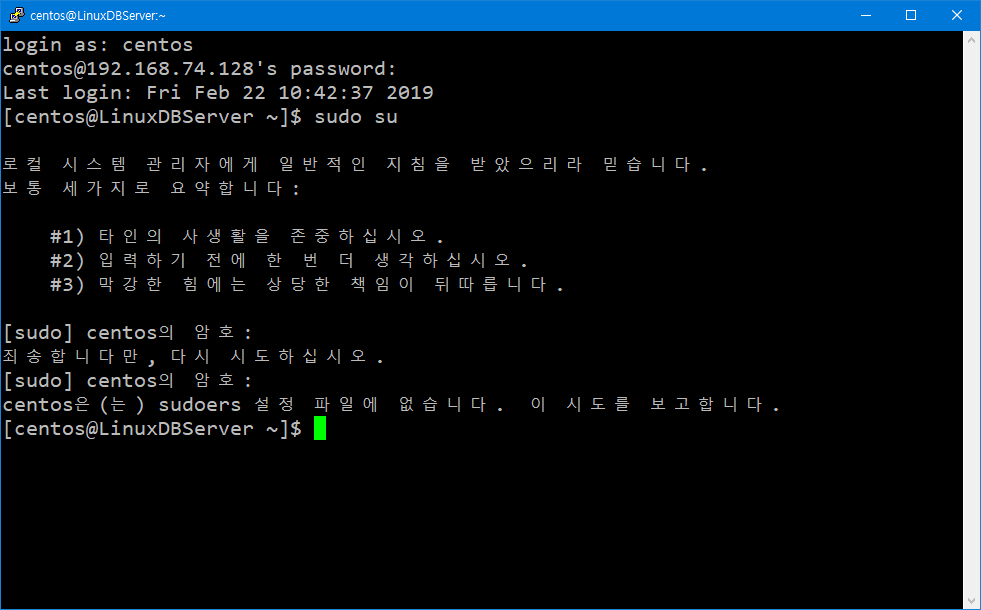 centos@LinuxDBServer:~
login as: centos
centos@192.168.74.128's password:
Last login: Fri Feb 22 10:42:37 2019
[centos@LinuxDBServer ~]$ sudo su
로컬 시스템 관리자에게 일반적인 지침을 받았으리라 믿습니다.
보통 세가지로 요약합니다:
#1) 타인의 사생활을 존중하십시오.
#2) 입력하기 전에 한 번 더 생각하십시오.
#3) 막강한 힘에는 상당한 책임이 뒤따릅니다.
[sudo] centos의 암호:
죄송합니다만, 다시 시도하십시오.
[sudo] centos의 암호:
centos은(는) sudoers 설정 파일에 없습니다. 이 시도를 보고합니다.
[centos@LinuxDBServer ~]$